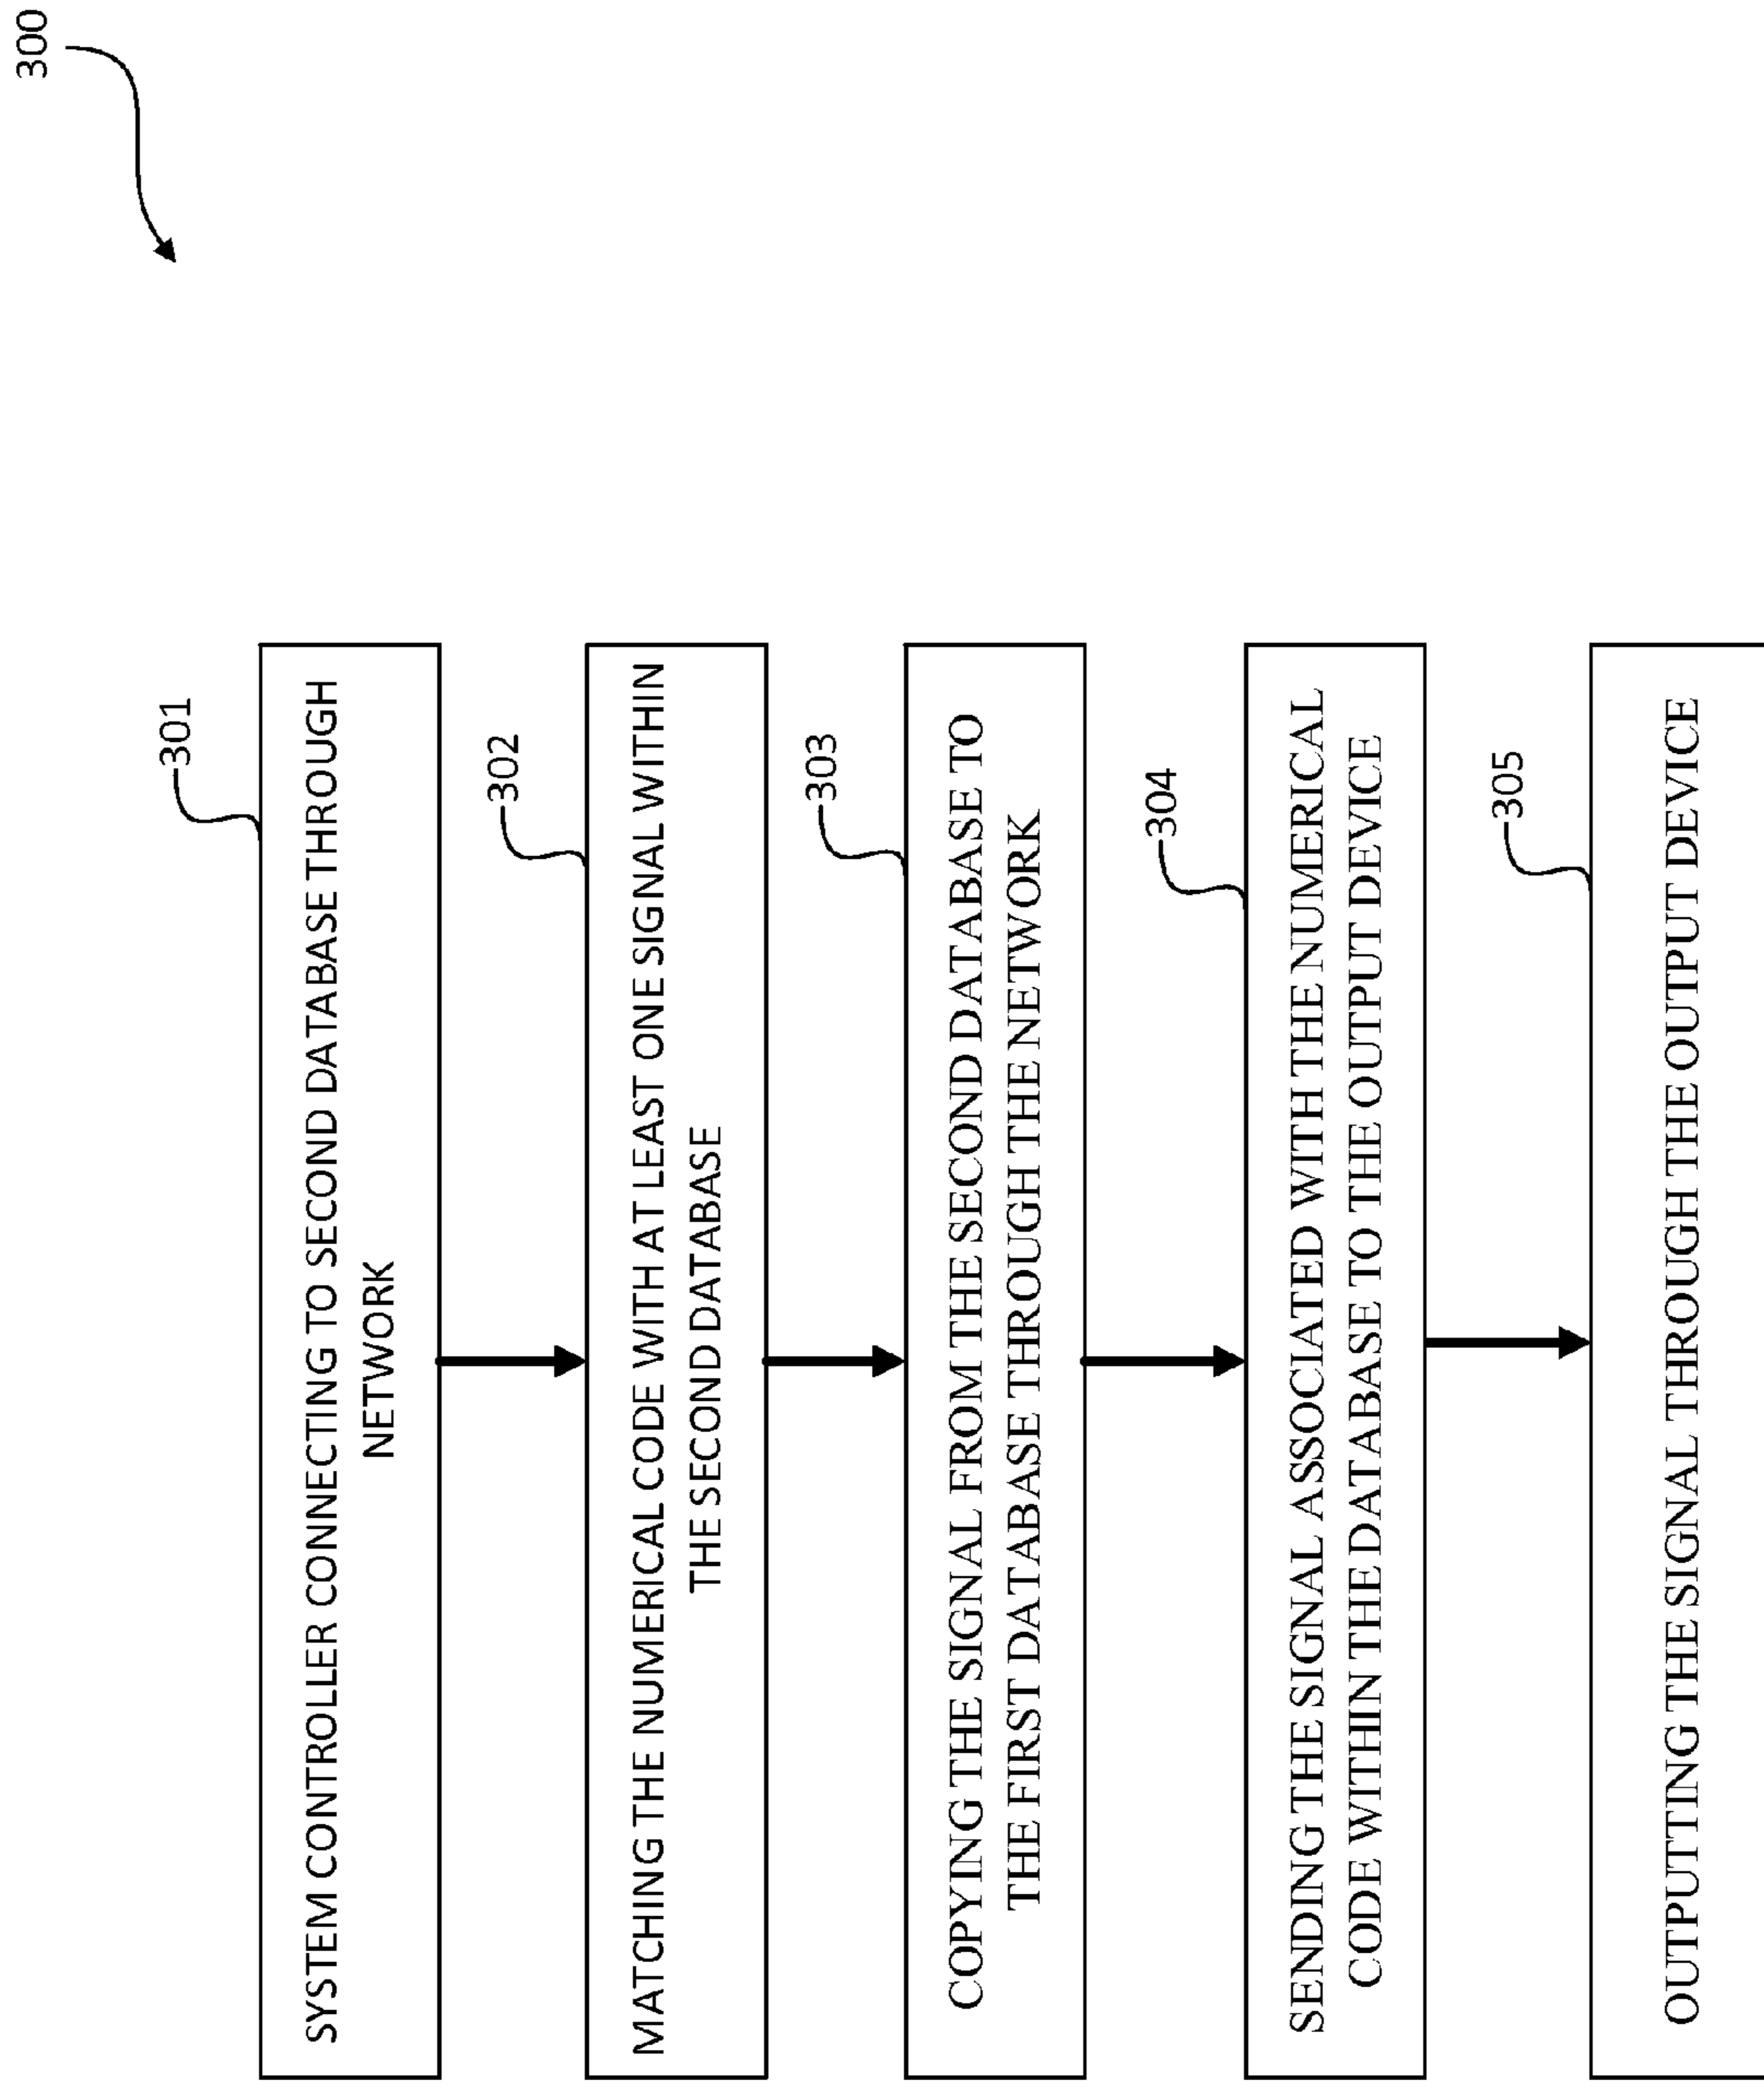 300
301
SYSTEM CONTROLLER CONNECTING TO SECOND DATABASE THROUGH
NETWORK
302
MATCHING THE NUMERICAL CODE WITH AT LEAST ONE SIGNAL WITHIN
THE SECOND DATABASE
303
COPYING THE SIGNAL FROM THE SECOND DATABASE TO
THE FIRST DATABASE THROUGH THE NETWORK
304
SENDING THE SIGNAL ASSOCIATED WITH THE NUMERICAL
CODE WITHIN THE DATABASE TO THE OUTPUT DEVICE
305
OUTPUTTING THE SIGNAL THROUGH THE OUTPUT DEVICE